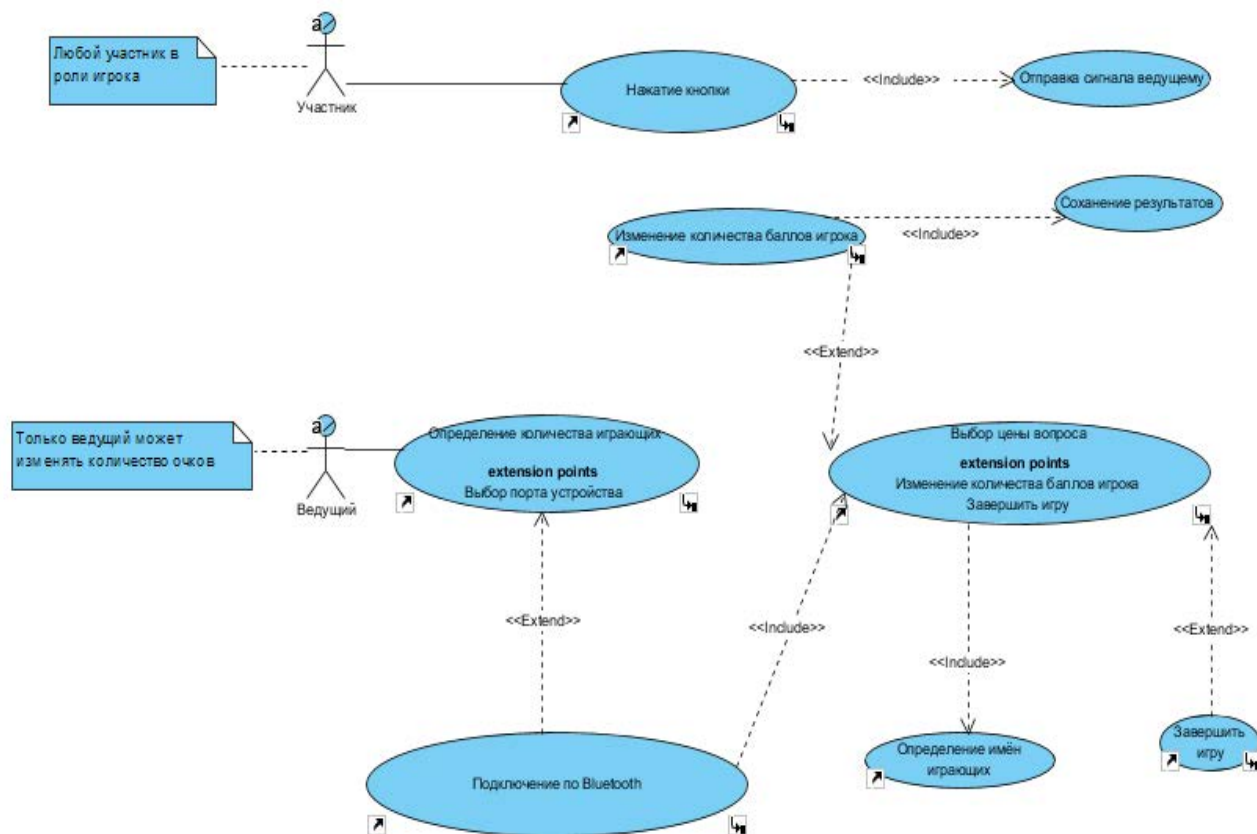 Любой участник в
роли игрока
a
Участник
Нажатие кнопки
<<Include>>
Отправка сигнала ведущему
Изменение количества баллов игрока
<<Include>>
Соханение результатов
<<Extend>>
Только ведущий может
изменять количество очков
a
Ведущий
Определение количества играющих
extension points
Выбор порта устройства
Выбор цены вопроса
extension points
Изменение количества баллов игрока
Завершить игру
<<Extend>>
<<Include>>
<<Include>>
<<Extend>>
Подключение по Bluetooth
Определение имён
играющих
Завершить
игру